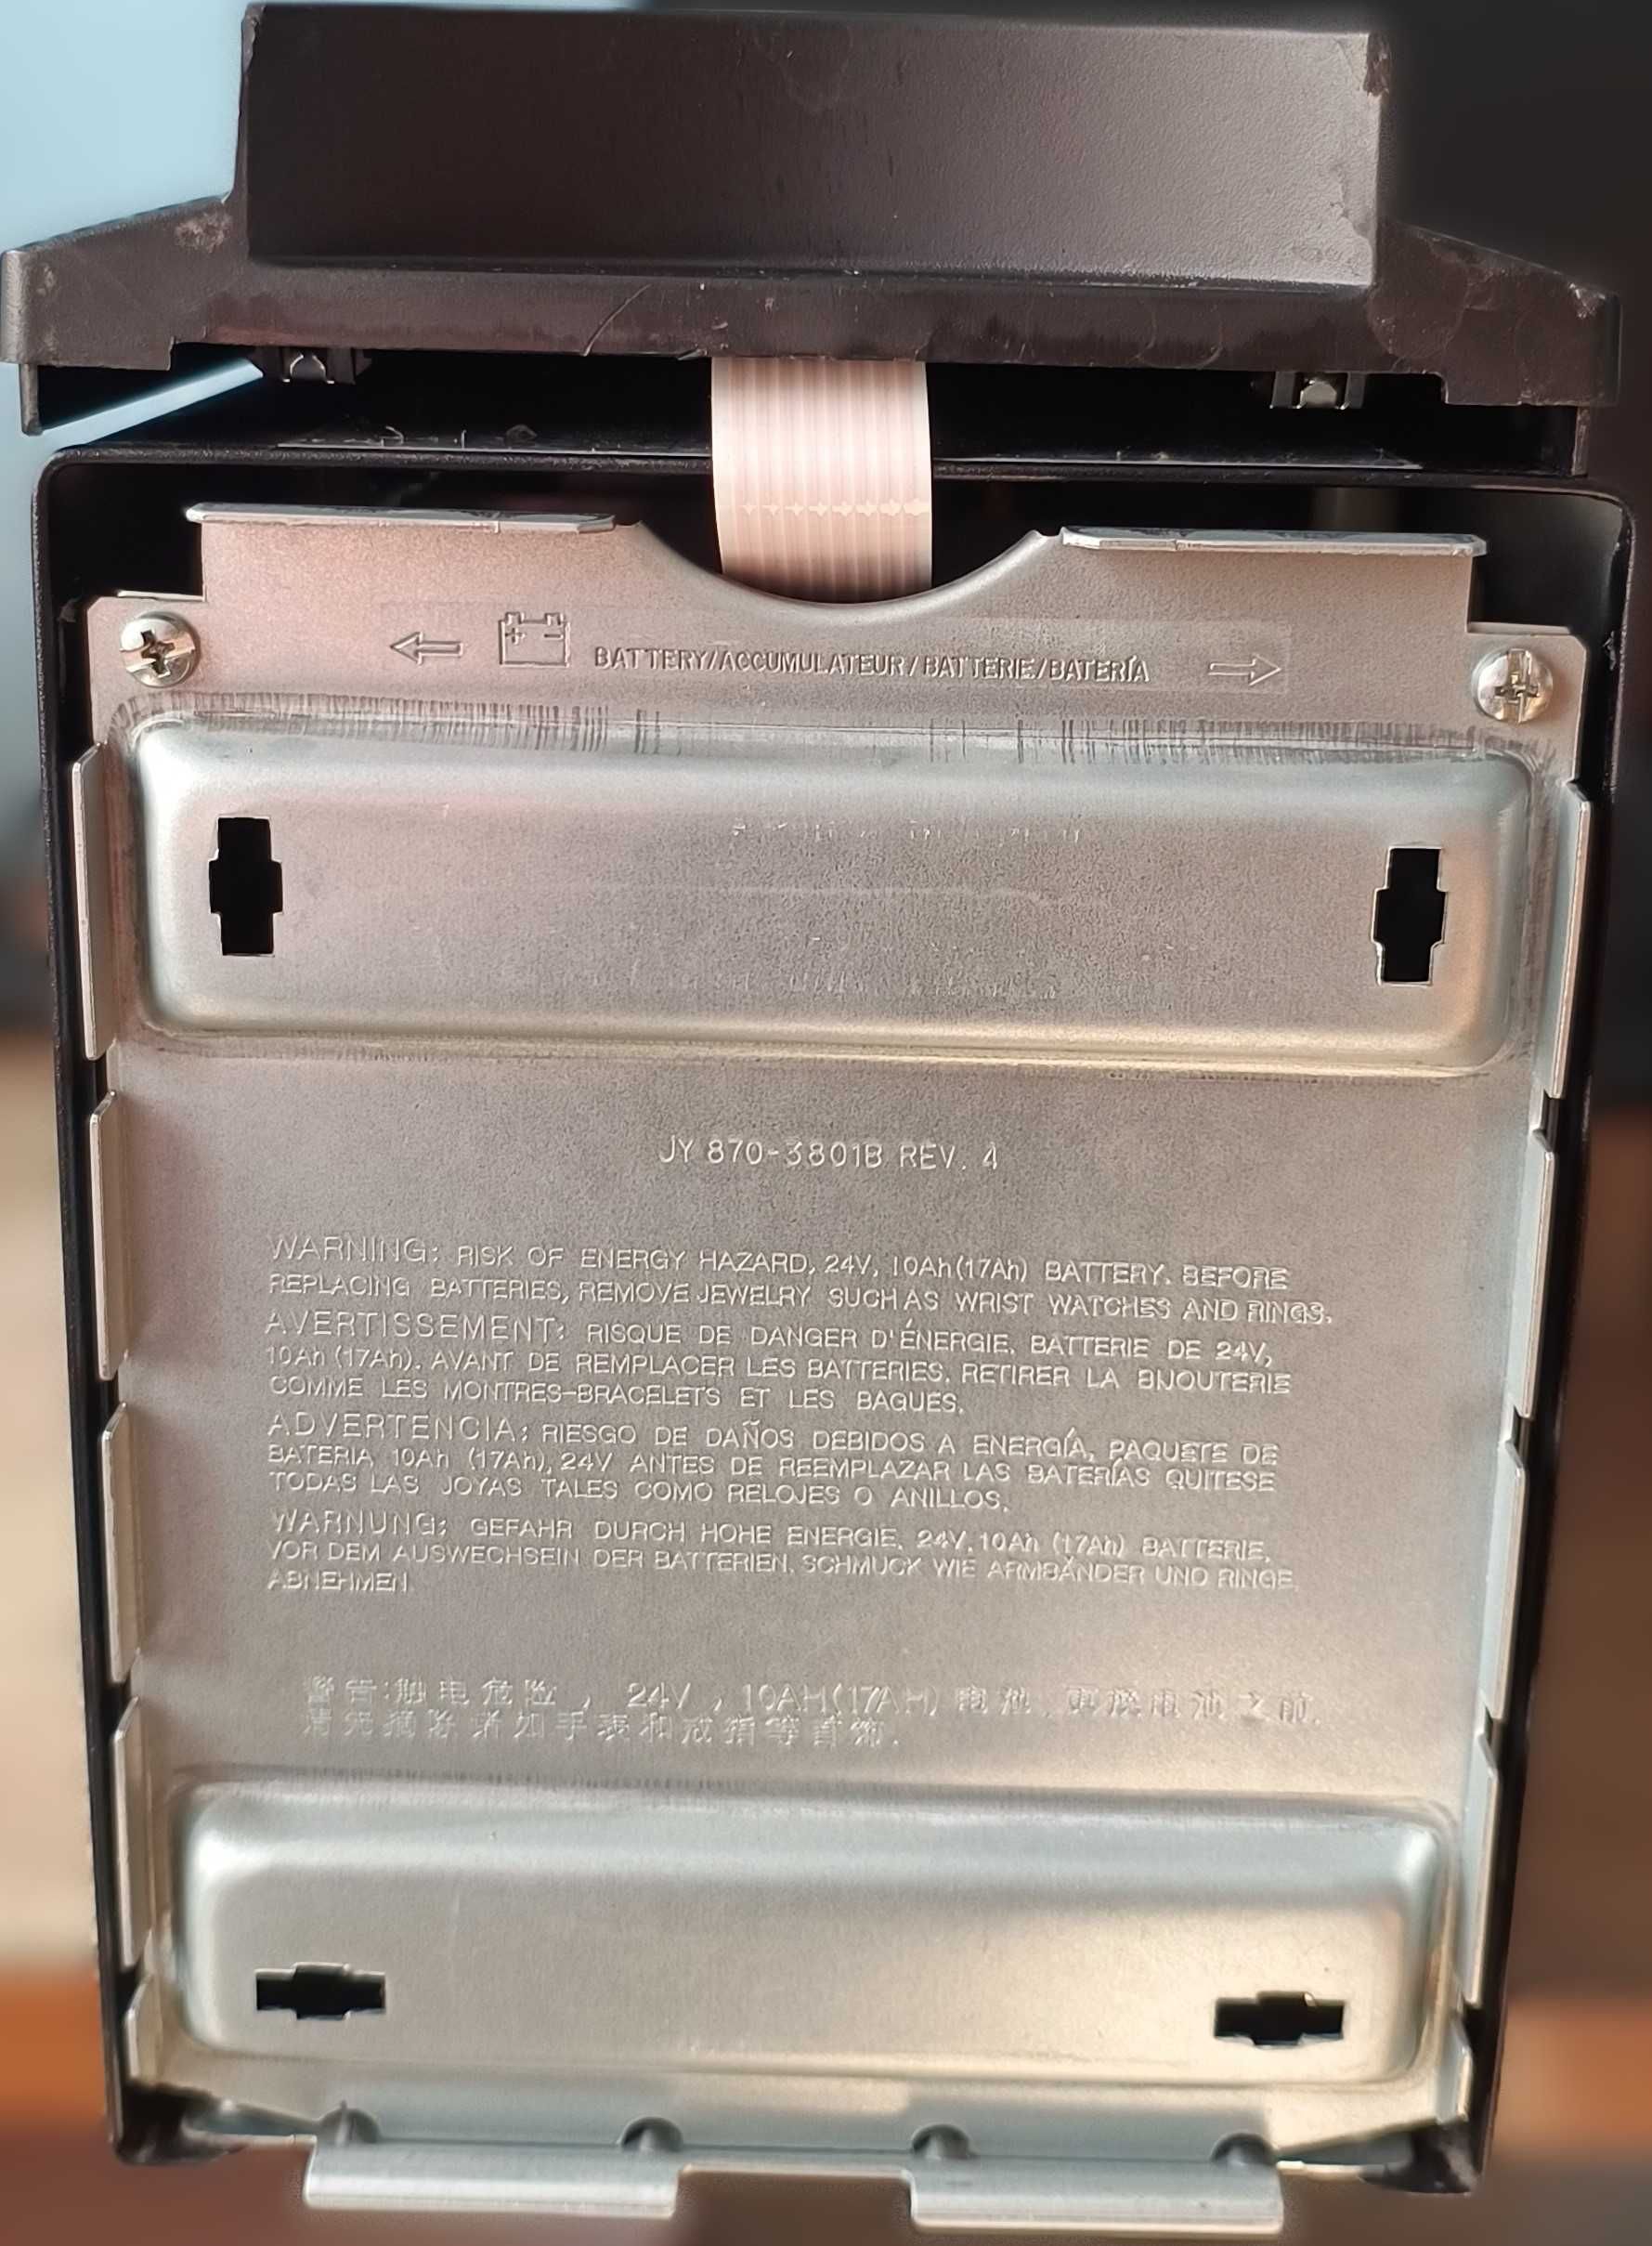 BATTERY/ACCUMULATEUR/BATTERIE/BATERÍA
JY 870-3801B REV. 4
WARNING: RISK OF ENERGY HAZARD, 24V, 10Ah(17Ah) BATTERY. BEFORE
REPLACING BATTERIES, REMOVE JEWELRY SUCH AS WRIST WATCHES AND RINGS.
AVERTISSEMENT: RISQUE DE DANGER D'ÉNERGIE. BATTERIE DE 24V,
10Ah (17Ah). AVANT DE REMPLACER LES BATTERIES. RETIRER LA BIJOUTERIE
COMME LES MONTRES-BRACELETS ET LES BAGUES.
ADVERTENCIA: RIESGO DE DAÑOS DEBIDOS A ENERGÍA, PAQUETE DE
BATERIA 10Ah (17Ah), 24V ANTES DE REEMPLAZAR LAS BATERÍAS QUITESE
TODAS LAS JOYAS TALES COMO RELOJES O ANILLOS.
WARNUNG: GEFAHR DURCH HOHE ENERGIE. 24V, 10Ah (17Ah) BATTERIE.
VOR DEM AUSWECHSEIN DER BATTERIEN. SCHMUCK WIE ARMBÄNDER UND RINGE
ABNEHMEN
警告:触电危险, 24V, 10AH(17AH) 电池. 更换电池之前.
请先摘除诸如手表和戒指等首饰.